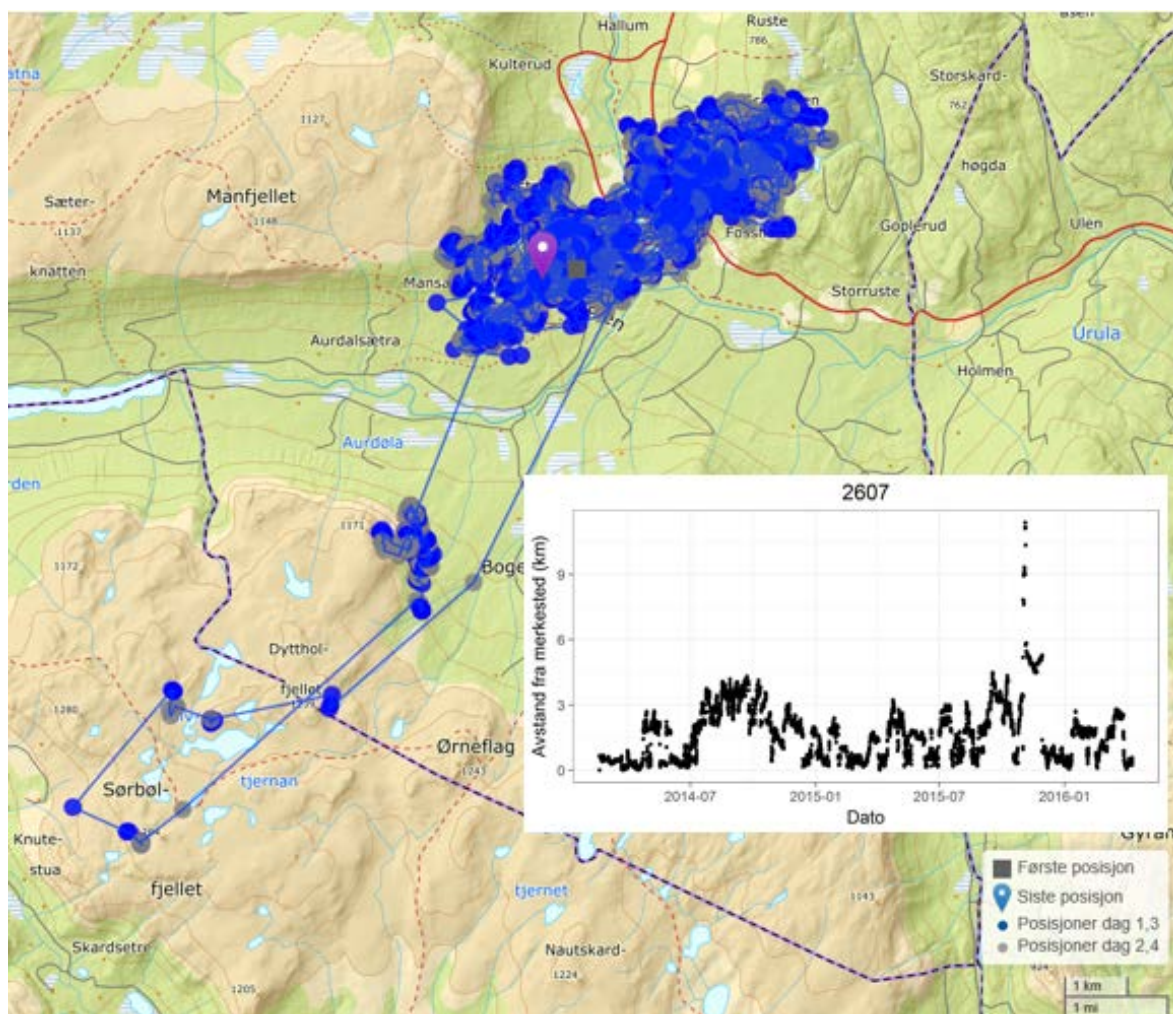 Hallum
Ruste
786
Kulterud
Storskard-
762
1127
høgda
Manfjellet
Sæter-
1137
1148
Goplerud
Ulen
knatten
Storruste
Aurdalsætra
Urula
Holmen
Aurdøla
1171
1172
Dytthol-
fjellet
1280
Ørneflag
1243
tjernan
Sørbøl-
Knute-
stua
fjellet
tjernet
1143
Skardsetre
Nautskard-
1224
1205
2607
Avstand fra merkested (km)
9
6
3
0
2014-07
2015-01
2015-07
2016-01
Dato
Første posisjon
Siste posisjon
Posisjoner dag 1,3
Posisjoner dag 2,4
1 km
1 mi